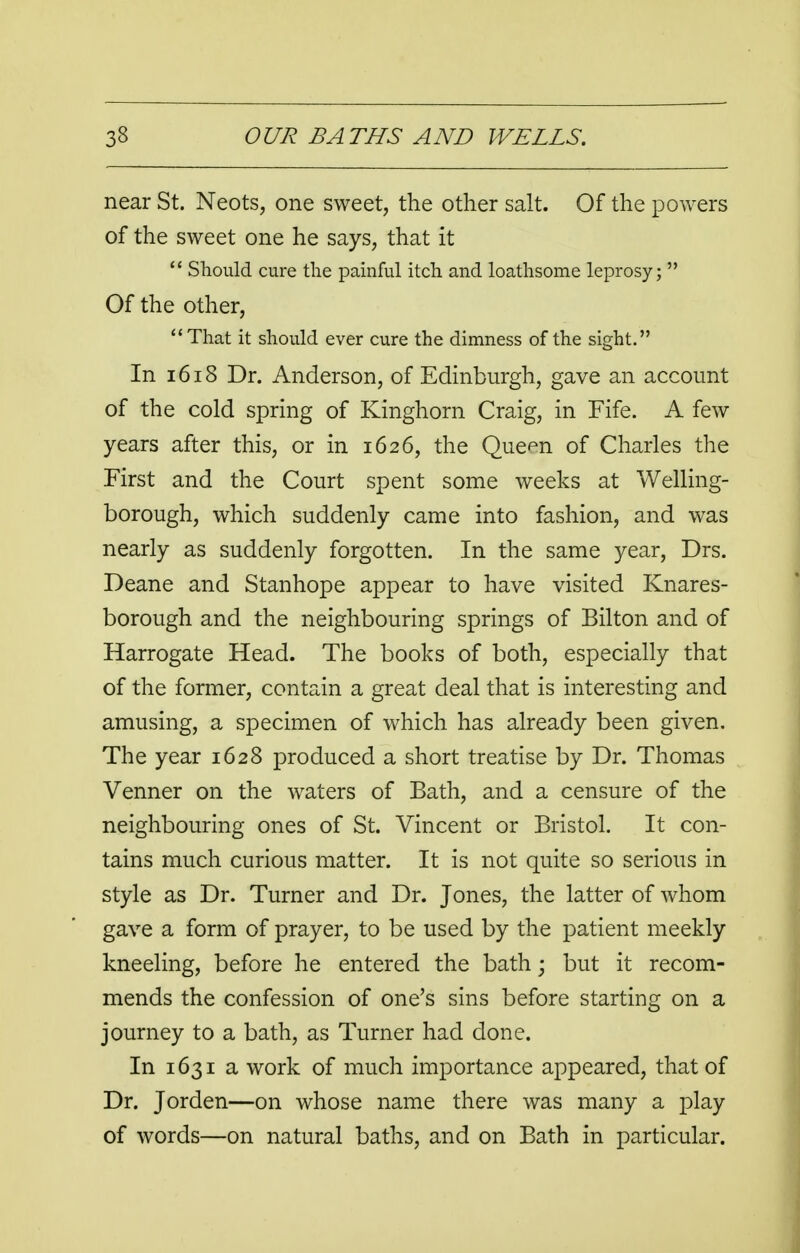 38 OUR BATHS AND WELLS.
near St. Neots, one sweet, the other salt. Of the powers
of the sweet one he says, that it
“ Should cure the painful itch and loathsome leprosy; ”
Of the other,
“That it should ever cure the dimness of the sight.”
In 1618 Dr. Anderson, of Edinburgh, gave an account
of the cold spring of Kinghorn Craig, in Fife. A few
years after this, or in 1626, the Queen of Charles the
First and the Court spent some weeks at Welling-
borough, which suddenly came into fashion, and was
nearly as suddenly forgotten. In the same year, Drs.
Deane and Stanhope appear to have visited Knares-
borough and the neighbouring springs of Bilton and of
Harrogate Head. The books of both, especially that
of the former, contain a great deal that is interesting and
amusing, a specimen of which has already been given.
The year 1628 produced a short treatise by Dr. Thomas
Venner on the waters of Bath, and a censure of the
neighbouring ones of St. Vincent or Bristol. It con-
tains much curious matter. It is not quite so serious in
style as Dr. Turner and Dr. Jones, the latter of whom
gave a form of prayer, to be used by the patient meekly
kneeling, before he entered the bath; but it recom-
mends the confession of one’s sins before starting on a
journey to a bath, as Turner had done.
In 1631 a work of much importance appeared, that of
Dr. Jorden—on whose name there was many a play
of words—on natural baths, and on Bath in particular.